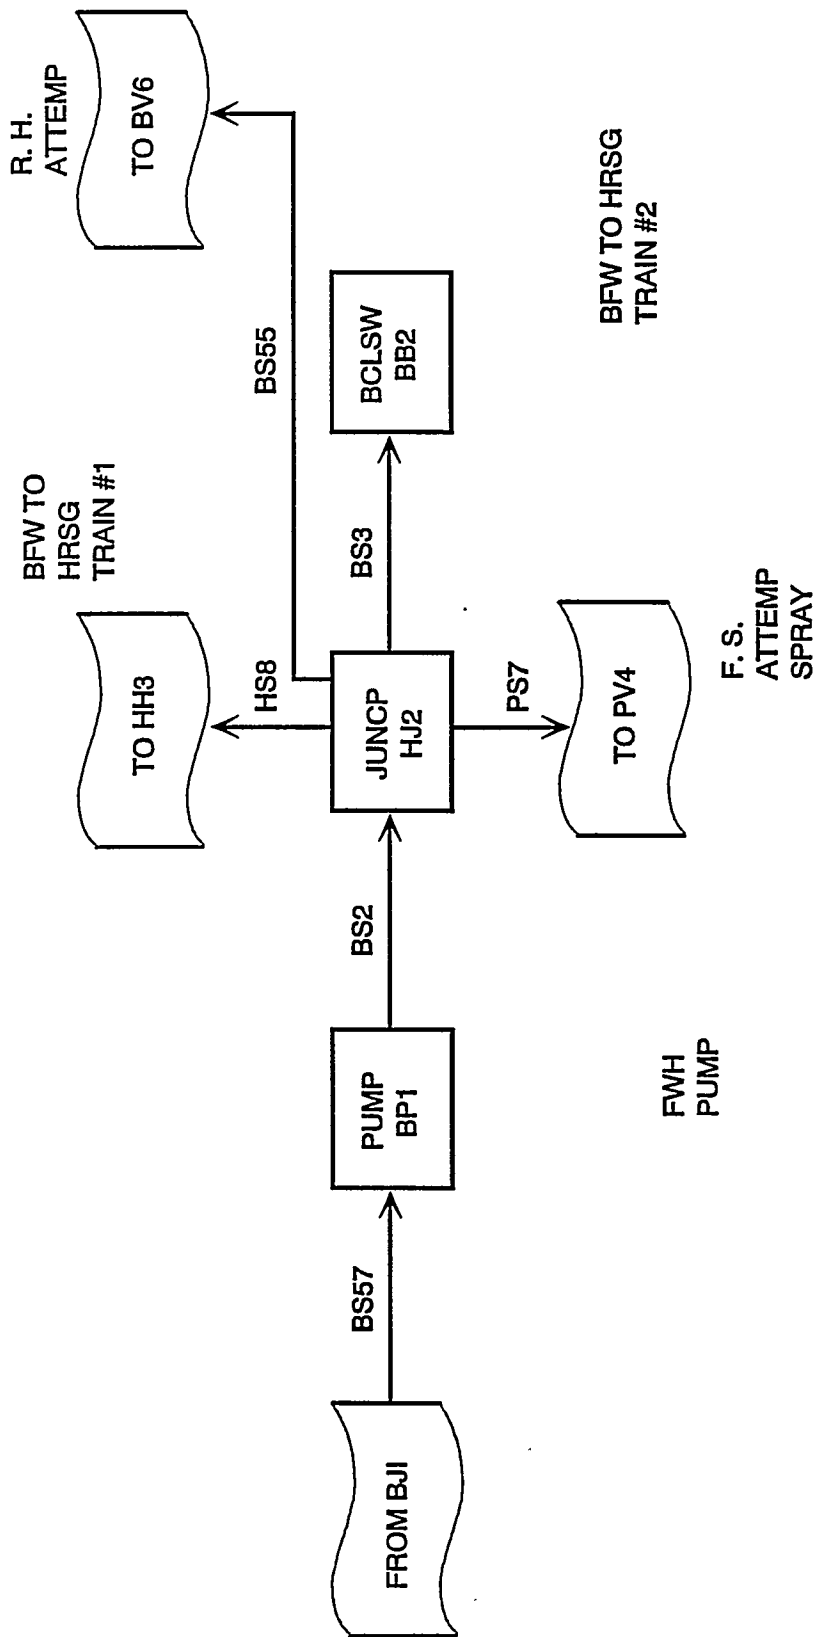 R. H.
ATTEMP
TO BV6
BS55
BFW TO
HRSG
TRAIN #1
TO HH3
HS8
BCLSW
BB2
BS3
JUNCP
HJ2
PS7
TO PV4
F. S.
ATTEMP
SPRAY
BFW TO HRSG
TRAIN #2
BS2
PUMP
BP1
FWH
PUMP
BS57
FROM BJI